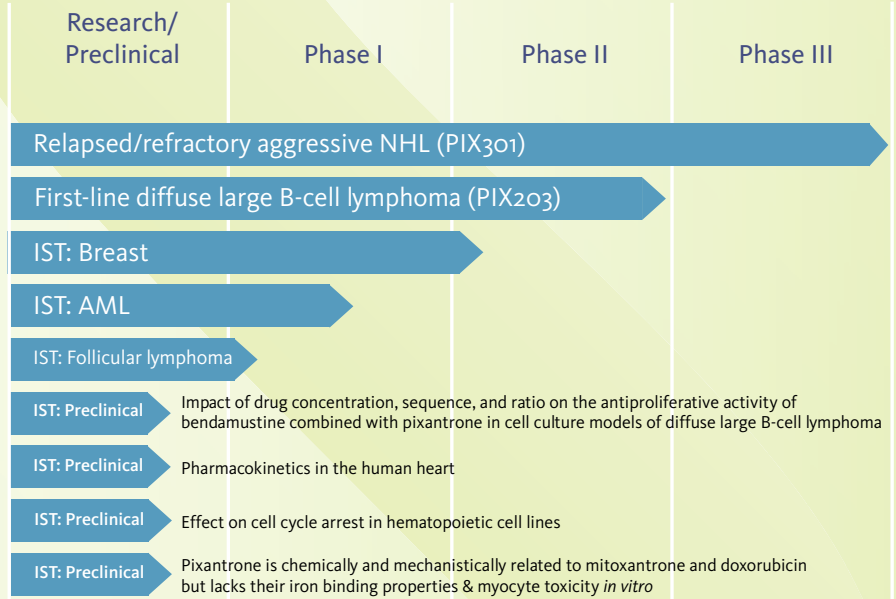 Research/
Preclinical
Phase I
Phase II
Phase III
Relapsed/refractory aggressive NHL (PIX301)
First-line diffuse large B-cell lymphoma (PIX203)
IST: Breast
IST: AML
IST: Follicular lymphoma
IST: Preclinical
Impact of drug concentration, sequence, and ratio on the antiproliferative activity of
bendamustine combined with pixantrone in cell culture models of diffuse large B-cell lymphoma
IST: Preclinical
Pharmacokinetics in the human heart
IST: Preclinical
Effect on cell cycle arrest in hematopoietic cell lines
IST: Preclinical
Pixantrone is chemically and mechanistically related to mitoxantrone and doxorubicin
but lacks their iron binding properties & myocyte toxicity in vitro